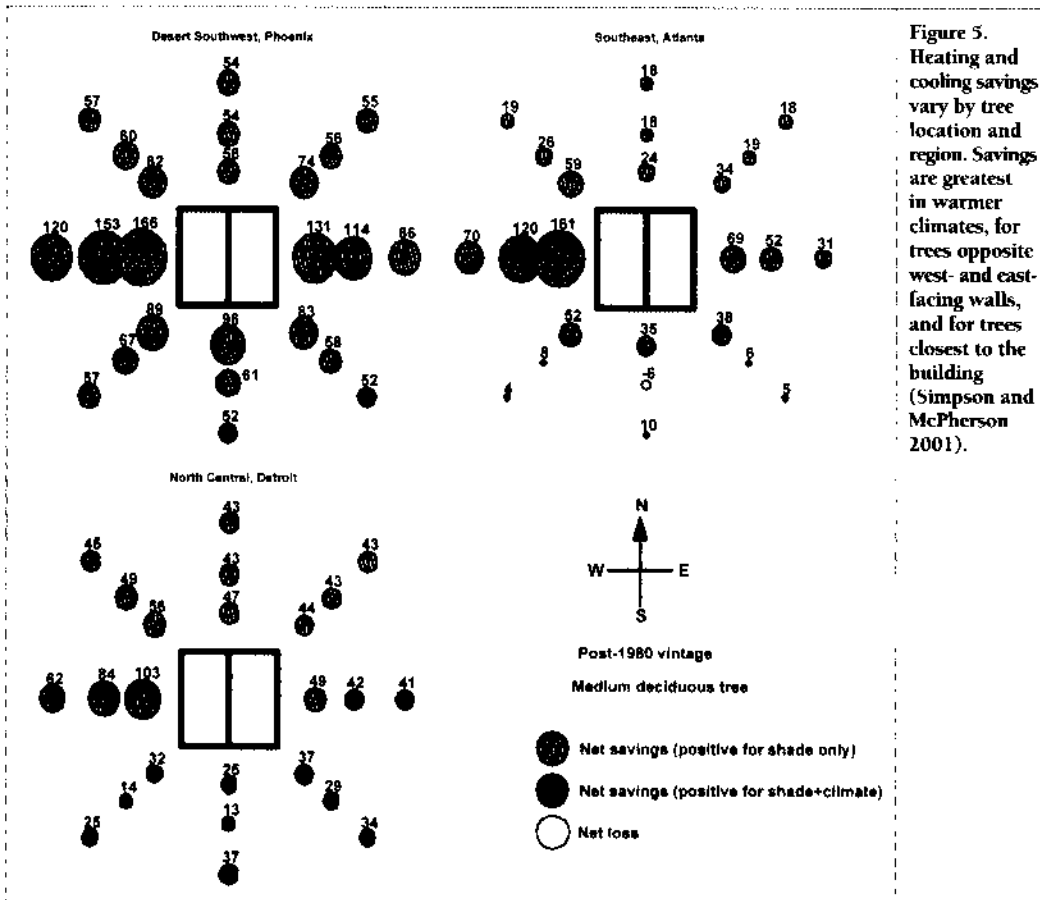 Desert Southwest, Phoenix
54
57
55
54
60
56
58
82
74
120
153
166
131
114
86
89
96
83
67
61
58
57
52
52
Southeast, Atlanta
18
19
18
18
26
19
24
59
34
70
120
161
69
52
31
52
35
38
8
-6
6
4
5
10
North Central, Detroit
43
45
43
43
49
43
47
56
44
62
84
103
49
42
41
32
26
37
14
13
29
25
34
37
N
W
E
S
Post-1980 vintage
Medium deciduous tree
Net savings (positive for shade only)
Net savings (positive for shade+climate)
Net loss
Figure 5.
Heating and
cooling savings
vary by tree
location and
region. Savings
are greatest
in warmer
climates, for
trees opposite
west- and east-
facing walls,
and for trees
closest to the
building
(Simpson and
McPherson
2001).